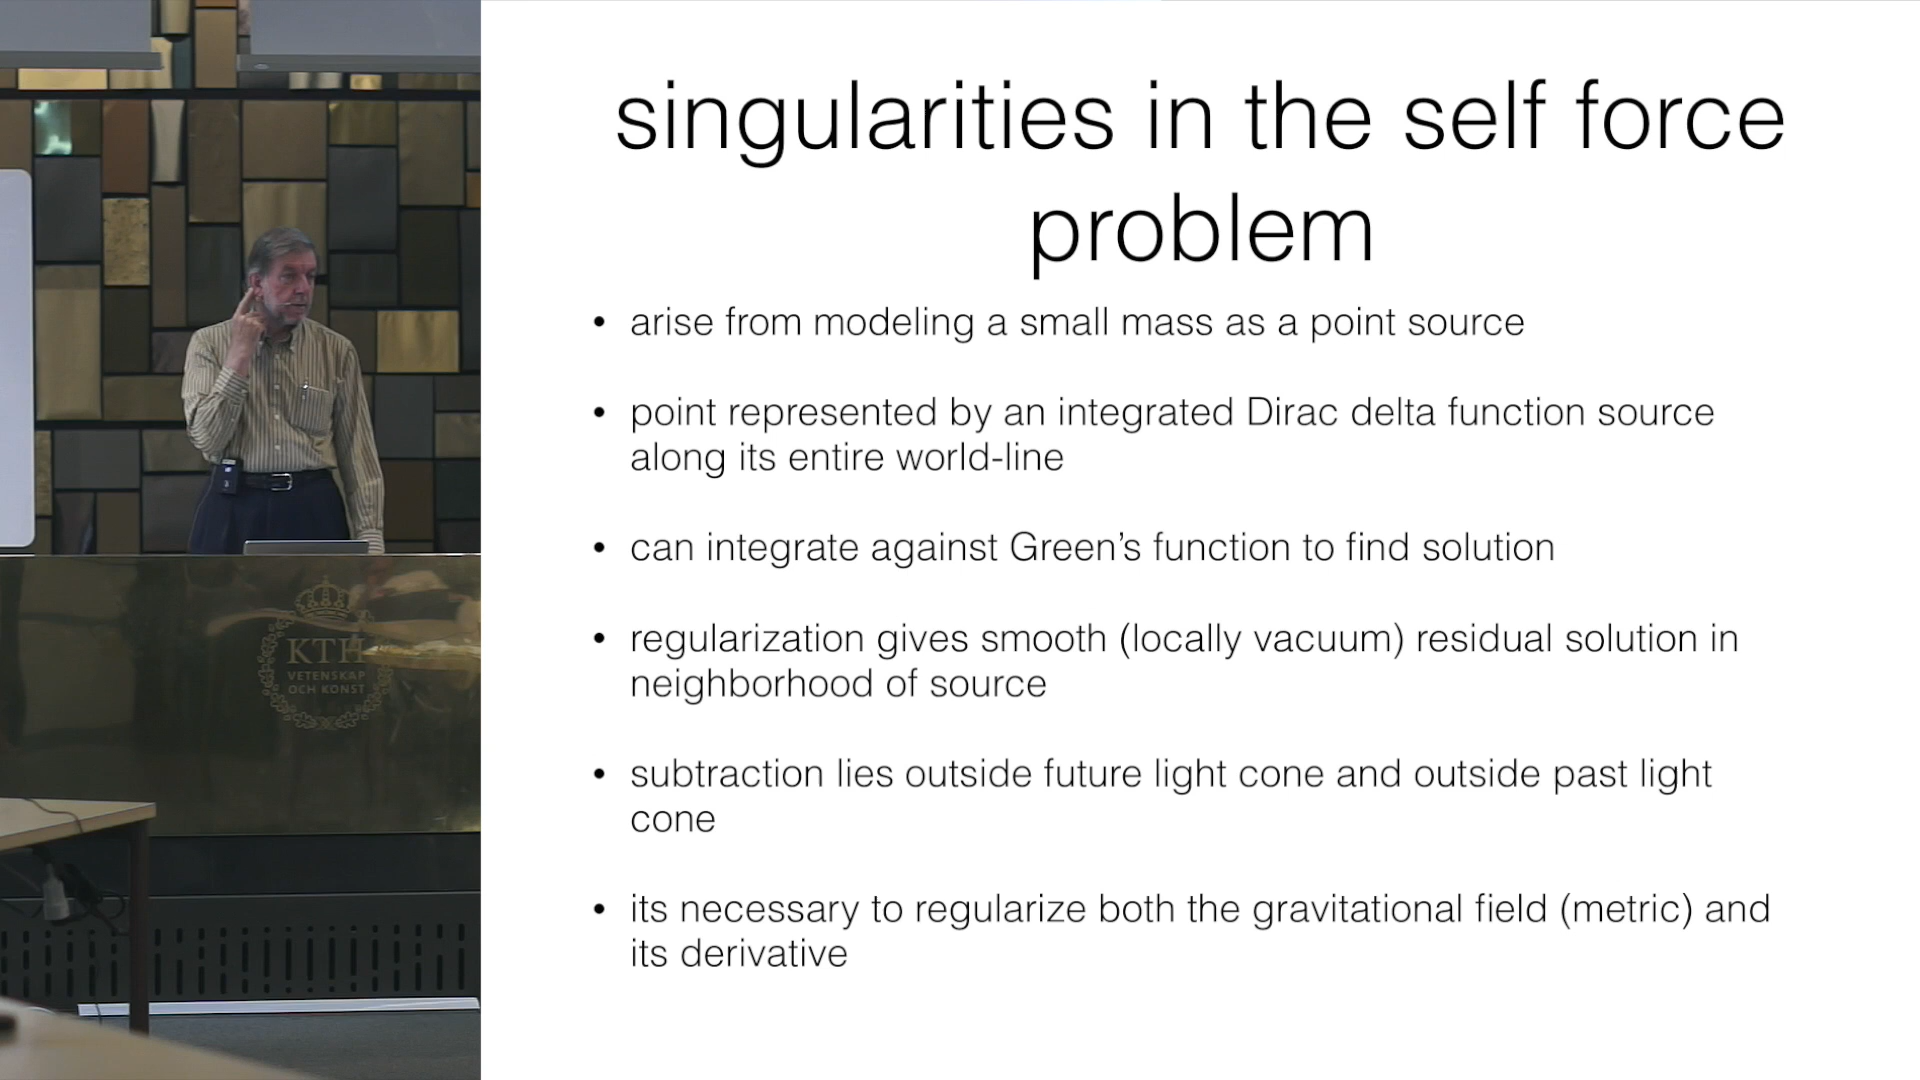 singularities in the self force
problem
• arise from modeling a small mass as a point source
• point represented by an integrated Dirac delta function source
along its entire world-line
• can integrate against Green’s function to find solution
• regularization gives smooth (locally vacuum) residual solution in
neighborhood of source
• subtraction lies outside future light cone and outside past light
cone
• its necessary to regularize both the gravitational field (metric) and
its derivative
KTH
VETENSKAP
OCH KONST